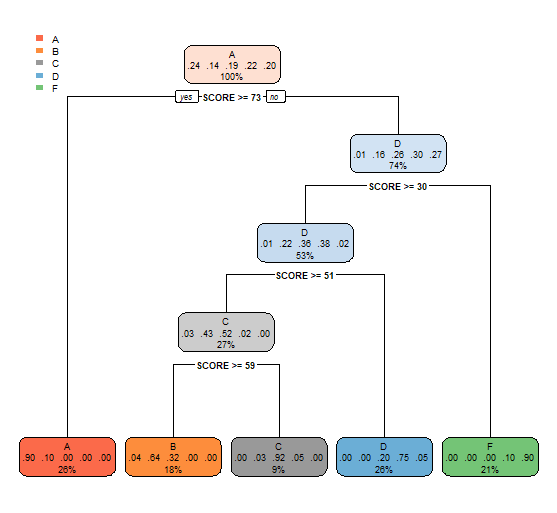 A
B
C
D
F
A
.24 .14 .19 .22 .20
100%
yes SCORE >= 73 no
D
.01 .16 .26 .30 .27
74%
SCORE >= 30
D
.01 .22 .36 .38 .02
53%
SCORE >= 51
C
.03 .43 .52 .02 .00
27%
SCORE >= 59
A
.90 .10 .00 .00 .00
26%
B
.04 .64 .32 .00 .00
18%
C
.00 .03 .92 .05 .00
9%
D
.00 .00 .20 .75 .05
26%
F
.00 .00 .00 .10 .90
21%